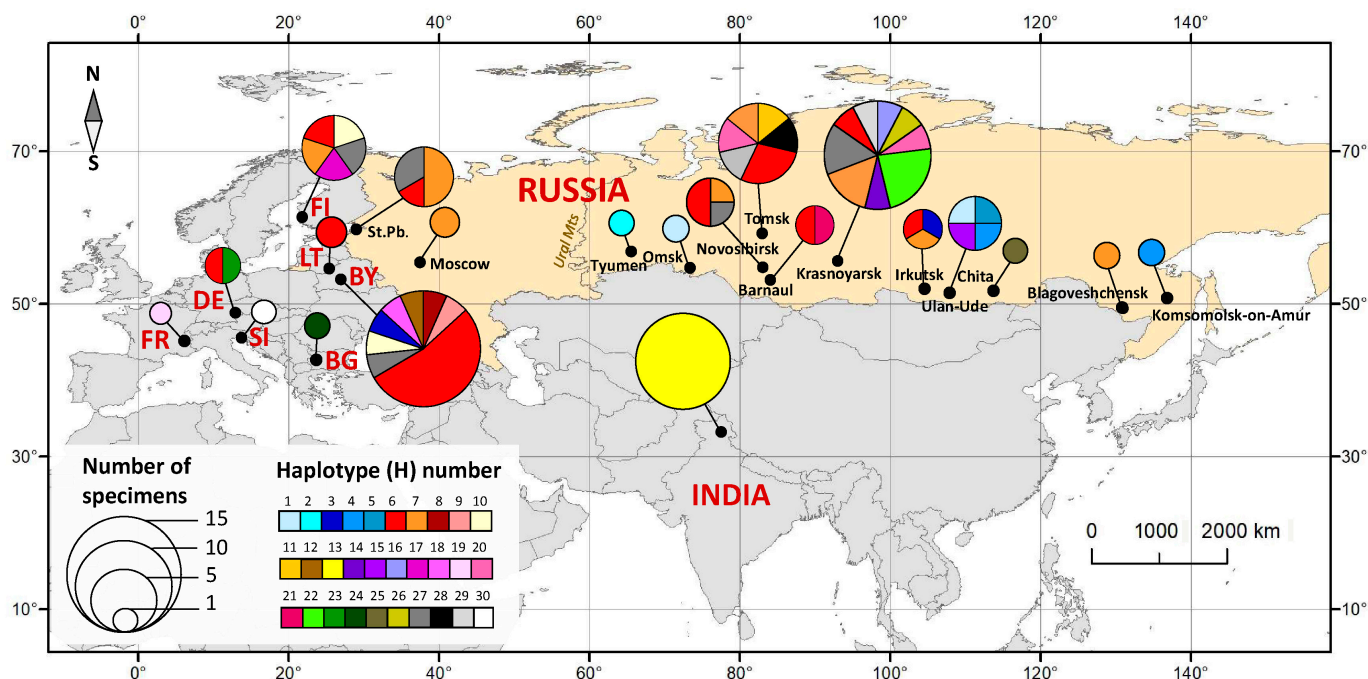 0° 20° 40° 60° 80° 100° 120° 140°
N
S
70° 70°
RUSSIA
Ural Mts
FI
St.Pb.
Tomsk
LT
Moscow
Novosibirsk
Omsk
Tyumen
BY
Krasnoyarsk
Irkutsk
Chita
Barnaul
DE
Ulan-Ude
Blagoveshchensk
50° 50°
Komsomolsk-on-Amur
FR
SI
BG
30° 30°
INDIA
Number of
specimens
15
10
5
1
Haplotype (H) number
1 2 3 4 5 6 7 8 9 10
11 12 13 14 15 16 17 18 19 20
21 22 23 24 25 26 27 28 29 30
0 1000 2000 km
10° 10°
0° 20° 40° 60° 80° 100° 120° 140°